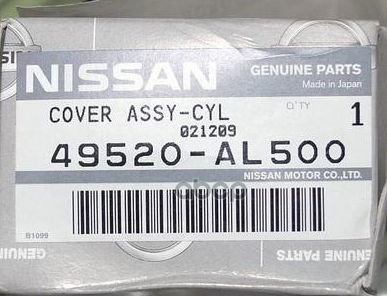 NISSAN
GENUINE PARTS
Made in Japan
COVER ASSY-CYL
Q'TY
1
021209
49520-AL500
NISSAN MOTOR CO.,LTD.
B1099
GENUINE
GENUINE PARTS